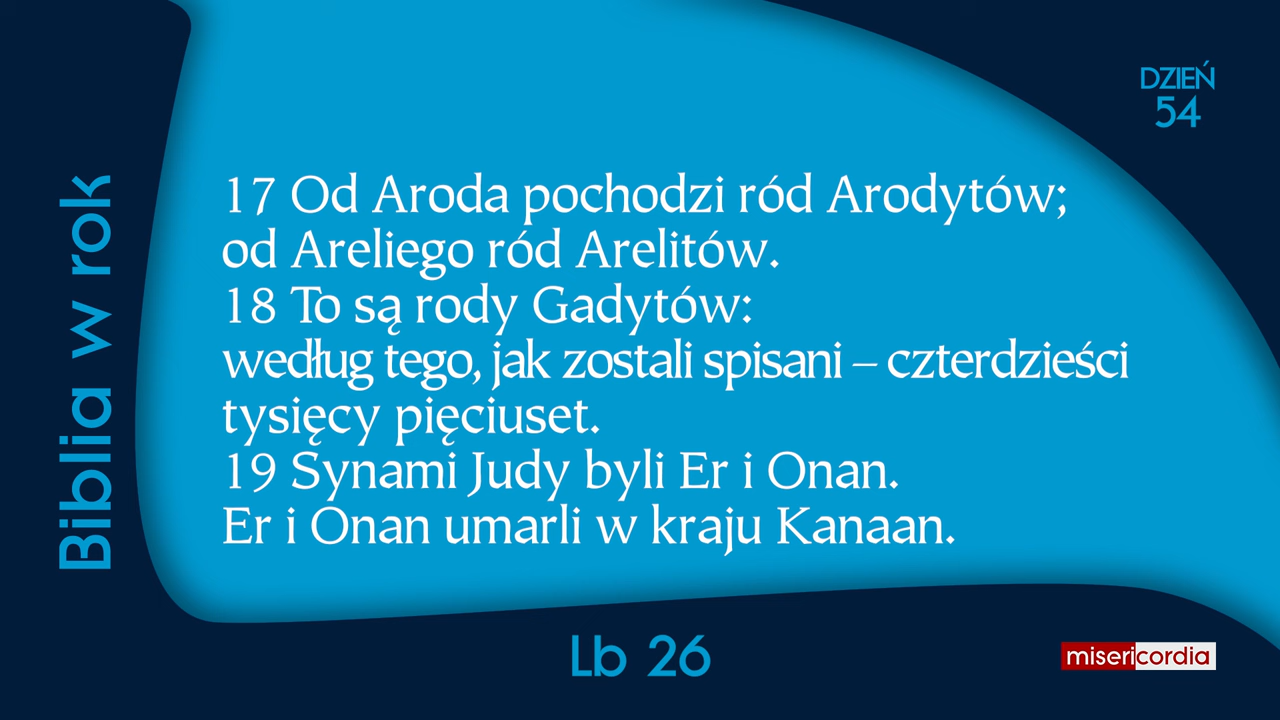 DZIEŃ
54
Biblia w rok
17 Od Aroda pochodzi ród Arodytów;
od Areliego ród Arelitów.
18 To są rody Gadytów:
według tego, jak zostali spisani – czterdzieści
tysięcy pięciuset.
19 Synami Judy byli Er i Onan.
Er i Onan umarli w kraju Kanaan.
Lb 26
misericordia